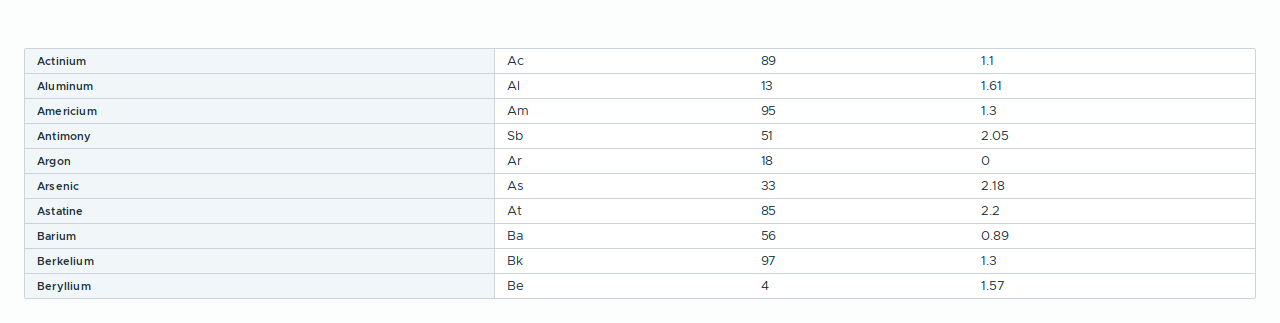 Actinium Ac 89 1.1
Aluminum Al 13 1.61
Americium Am 95 1.3
Antimony Sb 51 2.05
Argon Ar 18 0
Arsenic As 33 2.18
Astatine At 85 2.2
Barium Ba 56 0.89
Berkelium Bk 97 1.3
Beryllium Be 4 1.57